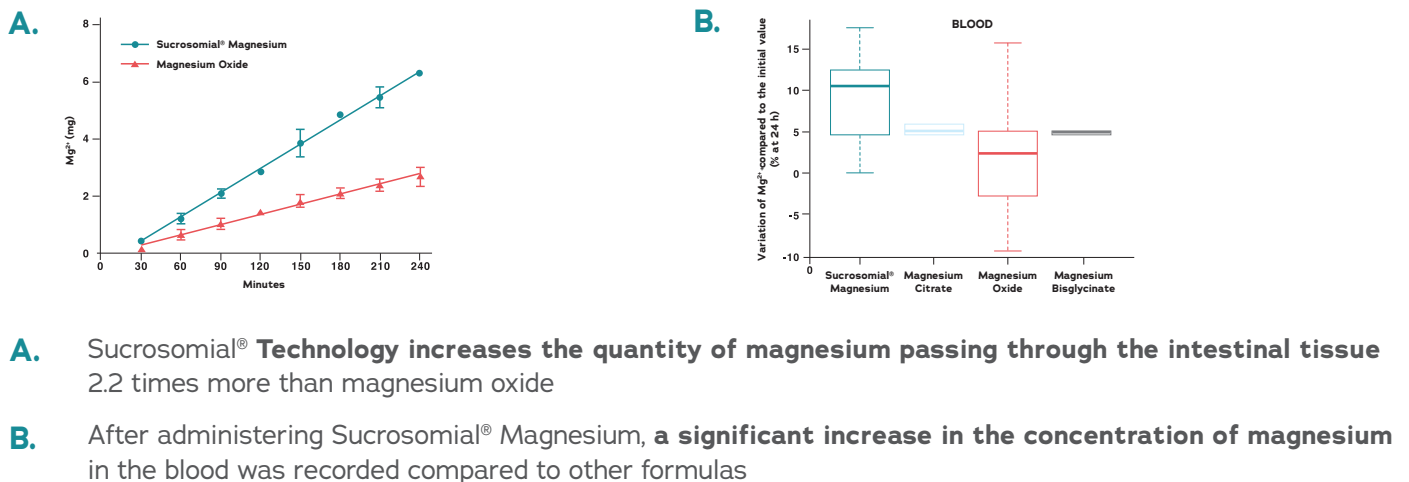 A.
8
6
4
2
0
Mg²⁺ (mg)
Sucrosomial® Magnesium
Magnesium Oxide
0 30 60 90 120 150 180 210 240
Minutes
B.
BLOOD
Variation of Mg²⁺ compared to the initial value
(% at 24 h)
15
10
5
0
-5
-10
0
Sucrosomial®
Magnesium
Magnesium
Citrate
Magnesium
Oxide
Magnesium
Bisglycinate
A. Sucrosomial® Technology increases the quantity of magnesium passing through the intestinal tissue
2.2 times more than magnesium oxide
B. After administering Sucrosomial® Magnesium, a significant increase in the concentration of magnesium
in the blood was recorded compared to other formulas